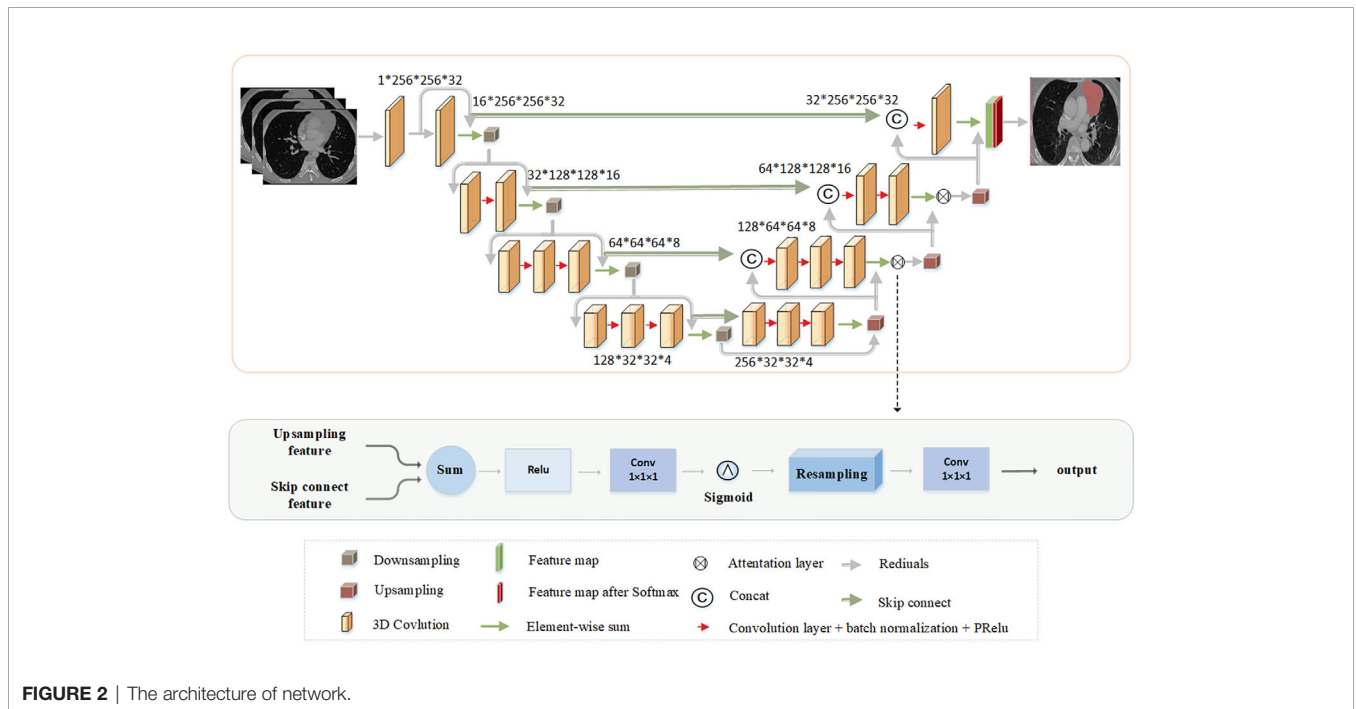 1*256*256*32
16*256*256*32
32*256*256*32
C
32*128*128*16
64*128*128*16
C
64*64*64*8
128*64*64*8
C
128*32*32*4
256*32*32*4
Upsampling
feature
Skip connect
feature
Sum
Relu
Conv
1×1×1
Sigmoid
Resampling
Conv
1×1×1
output
Downsampling
Feature map
Attentation layer
Rediuals
Upsampling
Feature map after Softmax
C
Concat
Skip connect
3D Covlution
Element-wise sum
Convolution layer + batch normalization + PRelu
FIGURE 2 | The architecture of network.